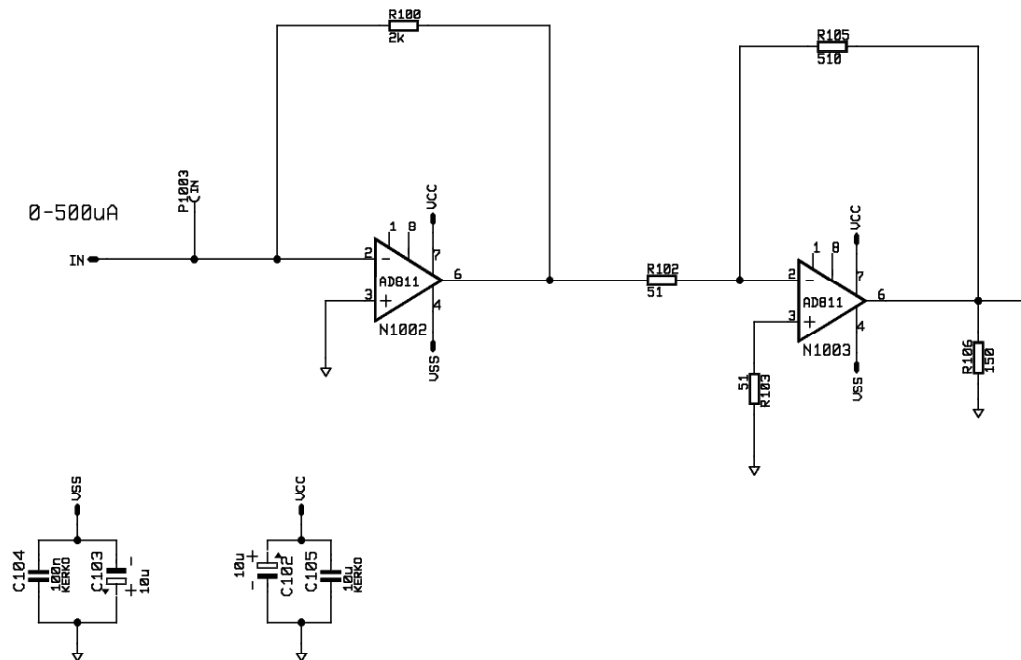 R100
2k
R105
510
P1003
IN
0-500uA
IN
VCC
1
8
2
-
7
AD811
6
3
+
4
N1002
VSS
R102
51
VCC
1
8
2
-
7
AD811
6
3
+
4
N1003
VSS
51
R103
R106
150
VSS
C104
100n
KERKO
C103
-
+
10u
VCC
10u
+
-
C102
C105
10u
KERKO